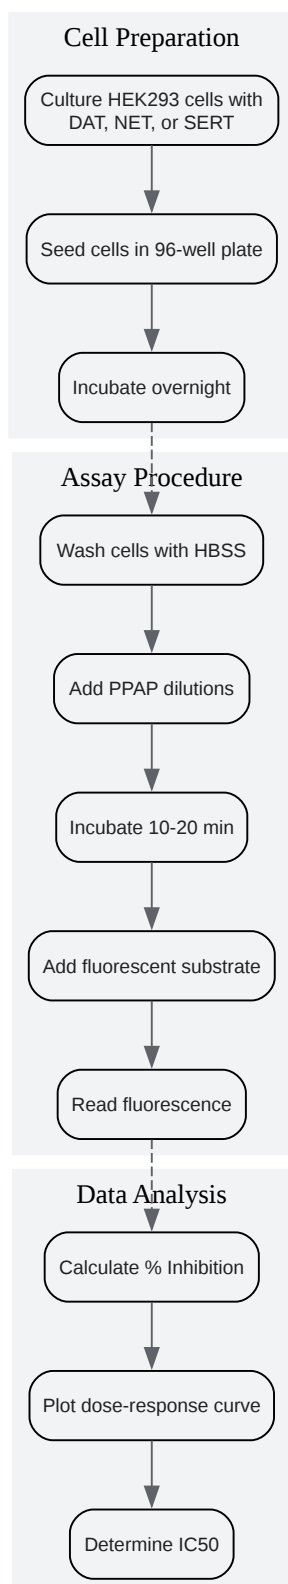 Cell Preparation
Culture HEK293 cells with
DAT, NET, or SERT
Seed cells in 96-well plate
Incubate overnight
Assay Procedure
Wash cells with HBSS
Add PPAP dilutions
Incubate 10-20 min
Add fluorescent substrate
Read fluorescence
Data Analysis
Calculate % Inhibition
Plot dose-response curve
Determine IC50